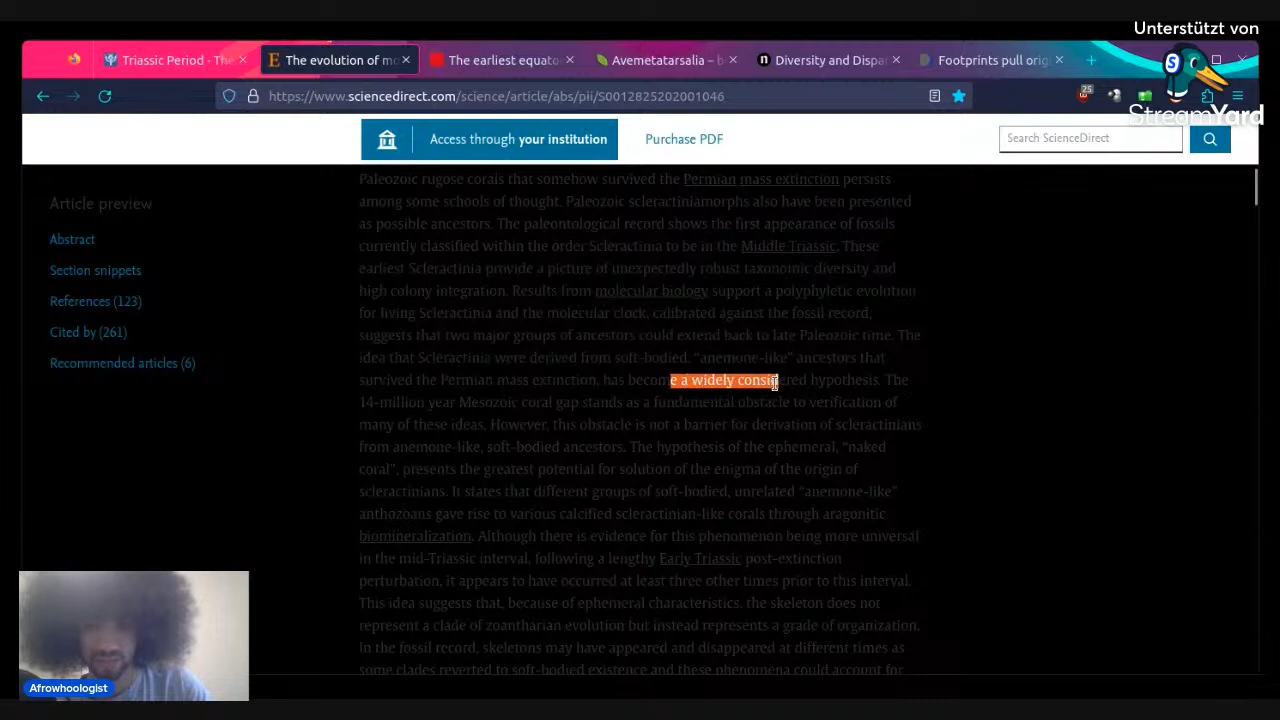 Unterstützt von
StreamYard
Triassic Period - The
E The evolution of mo
The earliest equato
Avemetatarsalia – b
n Diversity and Dispa
Footprints pull orig
25
https://www.sciencedirect.com/science/article/abs/pii/S0012825202001046
Access through your institution
Purchase PDF
Search ScienceDirect
Article preview
Abstract
Section snippets
References (123)
Cited by (261)
Recommended articles (6)
Paleozoic rugose corals that somehow survived the Permian mass extinction persists
among some schools of thought. Paleozoic scleractiniamorphs also have been presented
as possible ancestors. The paleontological record shows the first appearance of fossils
currently classified within the order Scleractinia to be in the Middle Triassic. These
earliest Scleractinia provide a picture of unexpectedly robust taxonomic diversity and
high colony integration. Results from molecular biology support a polyphyletic evolution
for living Scleractinia and the molecular clock, calibrated against the fossil record,
suggests that two major groups of ancestors could extend back to late Paleozoic time. The
idea that Scleractinia were derived from soft-bodied, “anemone-like” ancestors that
survived the Permian mass extinction, has become a widely considered hypothesis. The
14-million year Mesozoic coral gap stands as a fundamental obstacle to verification of
many of these ideas. However, this obstacle is not a barrier for derivation of scleractinians
from anemone-like, soft-bodied ancestors. The hypothesis of the ephemeral, “naked
coral”, presents the greatest potential for solution of the enigma of the origin of
scleractinians. It states that different groups of soft-bodied, unrelated “anemone-like”
anthozoans gave rise to various calcified scleractinian-like corals through aragonitic
biomineralization. Although there is evidence for this phenomenon being more universal
in the mid-Triassic interval, following a lengthy Early Triassic post-extinction
perturbation, it appears to have occurred at least three other times prior to this interval.
This idea suggests that, because of ephemeral characteristics, the skeleton does not
represent a clade of zoantharian evolution but instead represents a grade of organization.
In the fossil record, skeletons may have appeared and disappeared at different times as
some clades reverted to soft-bodied existence and these phenomena could account for
Afrowhoologist